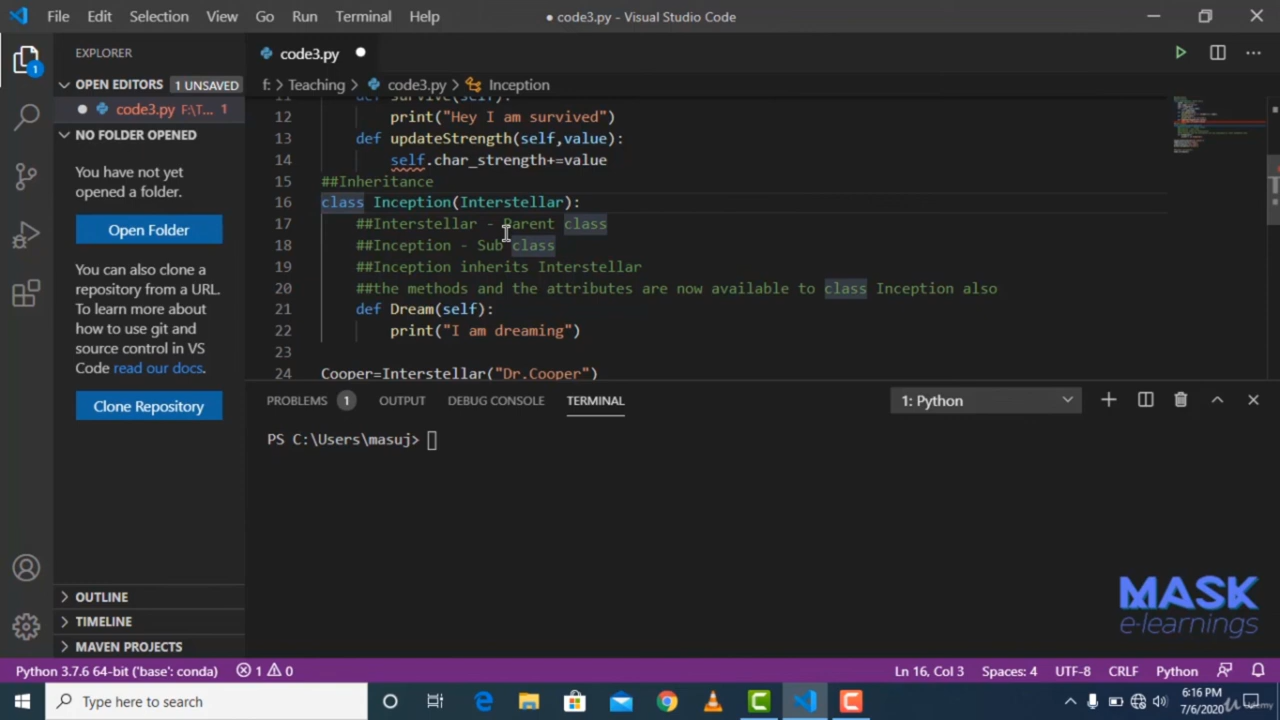 File Edit Selection View Go Run Terminal Help
● code3.py - Visual Studio Code
EXPLORER
code3.py
OPEN EDITORS 1 UNSAVED
f: > Teaching > code3.py > Inception
code3.py F:\T... 1
NO FOLDER OPENED
You have not yet
opened a folder.
Open Folder
You can also clone a
repository from a URL.
To learn more about
how to use git and
source control in VS
Code read our docs.
Clone Repository
OUTLINE
TIMELINE
MAVEN PROJECTS
11 def survive(self):
12 print("Hey I am survived")
13 def updateStrength(self,value):
14 self.char_strength+=value
15 ##Inheritance
16 class Inception(Interstellar):
17 ##Interstellar - Parent class
18 ##Inception - Sub class
19 ##Inception inherits Interstellar
20 ##the methods and the attributes are now available to class Inception also
21 def Dream(self):
22 print("I am dreaming")
23
24 Cooper=Interstellar("Dr.Cooper")
PROBLEMS 1 OUTPUT DEBUG CONSOLE TERMINAL 1: Python
PS C:\Users\masuj>
MASK
e-learnings
Python 3.7.6 64-bit ('base': conda) 1 0 Ln 16, Col 3 Spaces: 4 UTF-8 CRLF Python
Type here to search
6:16 PM
7/6/2020
Udemy
1